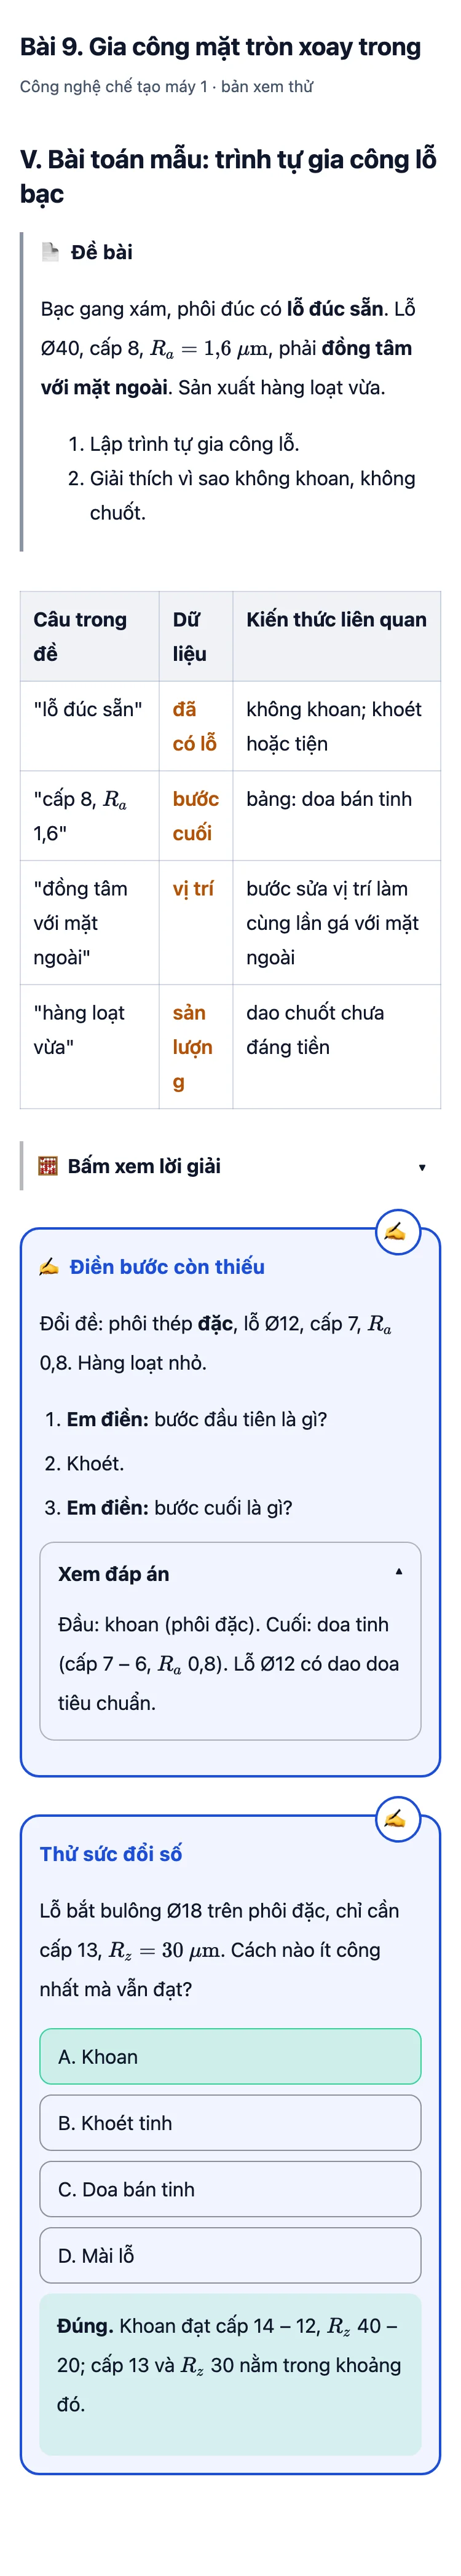 Bài 9. Gia công mặt tròn xoay trong
Công nghệ chế tạo máy 1 · bản xem thử
V. Bài toán mẫu: trình tự gia công lỗ
bạc
Đề bài
Bạc gang xám, phôi đúc có lỗ đúc sẵn. Lỗ
Ø40, cấp 8, Rₐ = 1,6 μm, phải đồng tâm
với mặt ngoài. Sản xuất hàng loạt vừa.
1. Lập trình tự gia công lỗ.
2. Giải thích vì sao không khoan, không
chuốt.
Câu trong
đề
Dữ
liệu
Kiến thức liên quan
"lỗ đúc sẵn"
đã
có lỗ
không khoan; khoét
hoặc tiện
"cấp 8, Rₐ
1,6"
bước
cuối
bảng: doa bán tinh
"đồng tâm
với mặt
ngoài"
vị trí
bước sửa vị trí làm
cùng lần gá với mặt
ngoài
"hàng loạt
vừa"
sản
lượn
g
dao chuốt chưa
đáng tiền
Bấm xem lời giải
Điền bước còn thiếu
Đổi đề: phôi thép đặc, lỗ Ø12, cấp 7, Rₐ
0,8. Hàng loạt nhỏ.
1. Em điền: bước đầu tiên là gì?
2. Khoét.
3. Em điền: bước cuối là gì?
Xem đáp án
Đầu: khoan (phôi đặc). Cuối: doa tinh
(cấp 7 – 6, Rₐ 0,8). Lỗ Ø12 có dao doa
tiêu chuẩn.
Thử sức đổi số
Lỗ bắt bulông Ø18 trên phôi đặc, chỉ cần
cấp 13, R_z = 30 μm. Cách nào ít công
nhất mà vẫn đạt?
A. Khoan
B. Khoét tinh
C. Doa bán tinh
D. Mài lỗ
Đúng. Khoan đạt cấp 14 – 12, R_z 40 –
20; cấp 13 và R_z 30 nằm trong khoảng
đó.